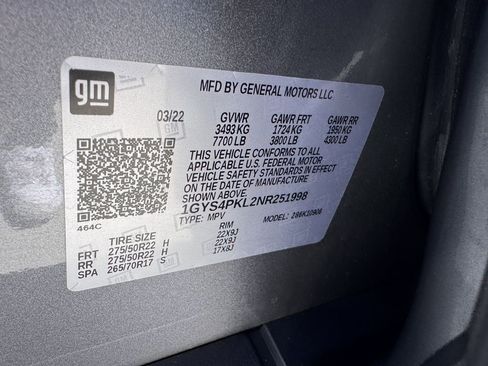 gm
MFD BY GENERAL MOTORS LLC
03/22 GVWR GAWR FRT GAWR RR
3493 KG 1724 KG 1950 KG
7700 LB 3800 LB 4300 LB
THIS VEHICLE CONFORMS TO ALL
APPLICABLE U.S. FEDERAL MOTOR
VEHICLE SAFETY STANDARDS IN EFFECT
ON THE DATE OF MANUFACTURE
SHOWN ABOVE.
1GYS4PKL2NR251998
464C TYPE: MPV MODEL:
TIRE SIZE RIM
FRT 275/50R22 H 22X9J
RR 275/50R22 H 22X9J
SPA 265/70R17 S 17X8J